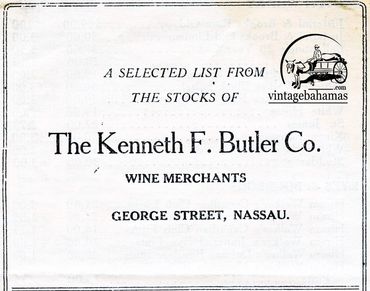 A SELECTED LIST FROM
THE STOCKS OF
.com
vintagebahamas
The Kenneth F. Butler Co.
WINE MERCHANTS
GEORGE STREET, NASSAU.